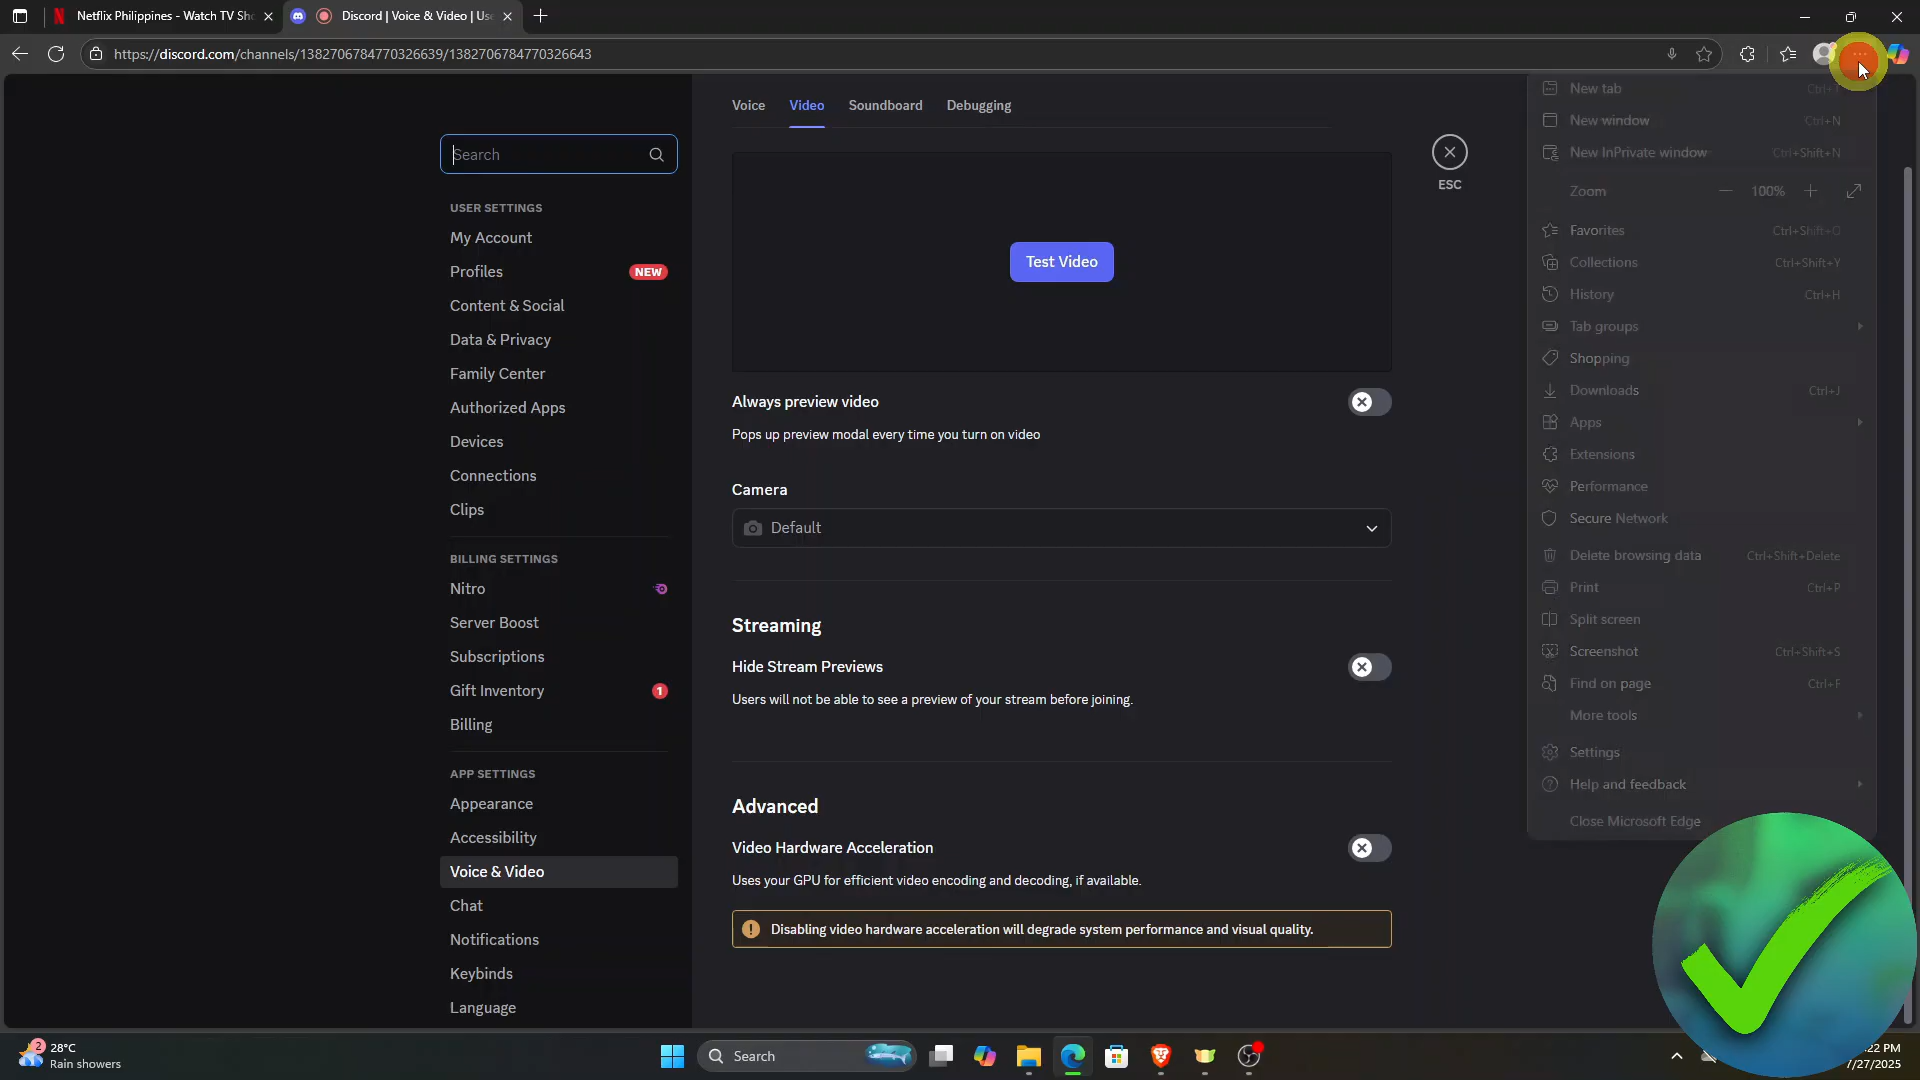 Netflix Philippines - Watch TV Sho
Discord | Voice & Video | Use
https://discord.com/channels/1382706784770326639/1382706784770326643
Search
USER SETTINGS
My Account
Profiles
NEW
Content & Social
Data & Privacy
Family Center
Authorized Apps
Devices
Connections
Clips
BILLING SETTINGS
Nitro
Server Boost
Subscriptions
Gift Inventory
1
Billing
APP SETTINGS
Appearance
Accessibility
Voice & Video
Chat
Notifications
Keybinds
Language
Voice
Video
Soundboard
Debugging
Test Video
ESC
Always preview video
Pops up preview modal every time you turn on video
Camera
Default
Streaming
Hide Stream Previews
Users will not be able to see a preview of your stream before joining.
Advanced
Video Hardware Acceleration
Uses your GPU for efficient video encoding and decoding, if available.
Disabling video hardware acceleration will degrade system performance and visual quality.
New tab Ctrl+T
New window Ctrl+N
New InPrivate window Ctrl+Shift+N
Zoom 100%
Favorites Ctrl+Shift+O
Collections Ctrl+Shift+Y
History Ctrl+H
Tab groups
Shopping
Downloads Ctrl+J
Apps
Extensions
Performance
Secure Network
Delete browsing data Ctrl+Shift+Delete
Print Ctrl+P
Split screen
Screenshot Ctrl+Shift+S
Find on page Ctrl+F
More tools
Settings
Help and feedback
Close Microsoft Edge
2
28°C
Rain showers
Search
:22 PM
7/27/2025